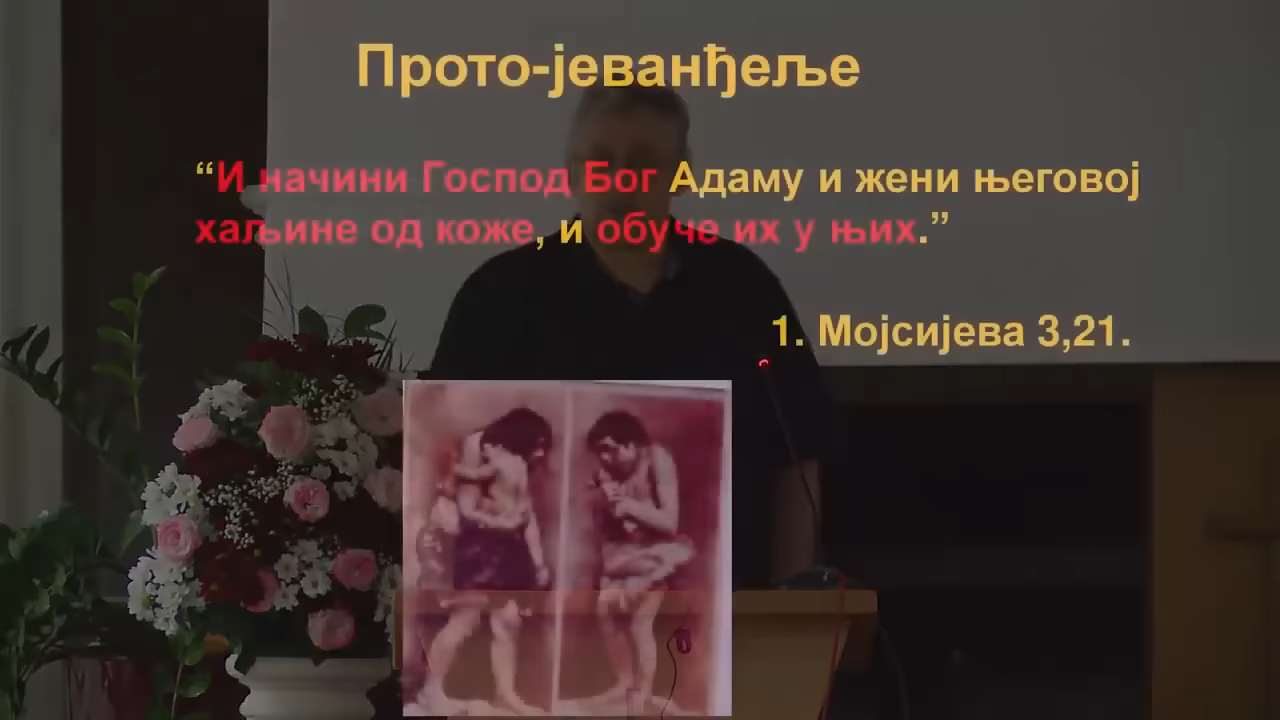 Прото-јеванђеље
“И начини Господ Бог Адаму и жени његовој
хаљине од коже, и обуче их у њих.”
1. Мојсијева 3,21.